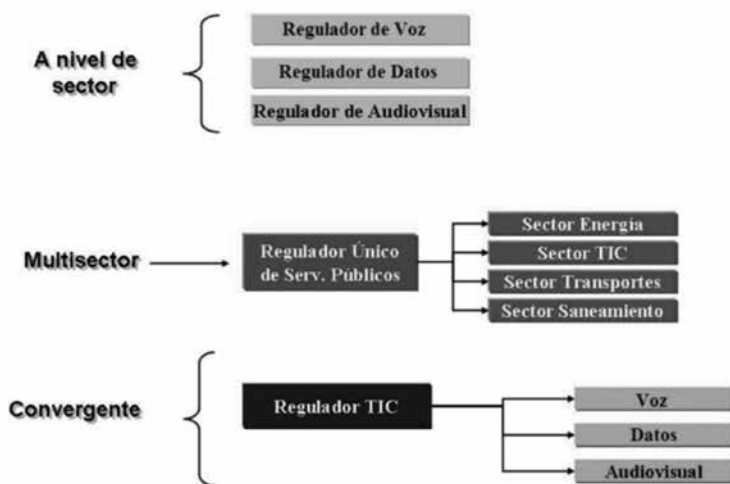 A nivel de
sector
Regulador de Voz
Regulador de Datos
Regulador de Audiovisual
Multisector
Regulador Único
de Serv. Públicos
Sector Energía
Sector TIC
Sector Transportes
Sector Saneamiento
Convergente
Regulador TIC
Voz
Datos
Audiovisual